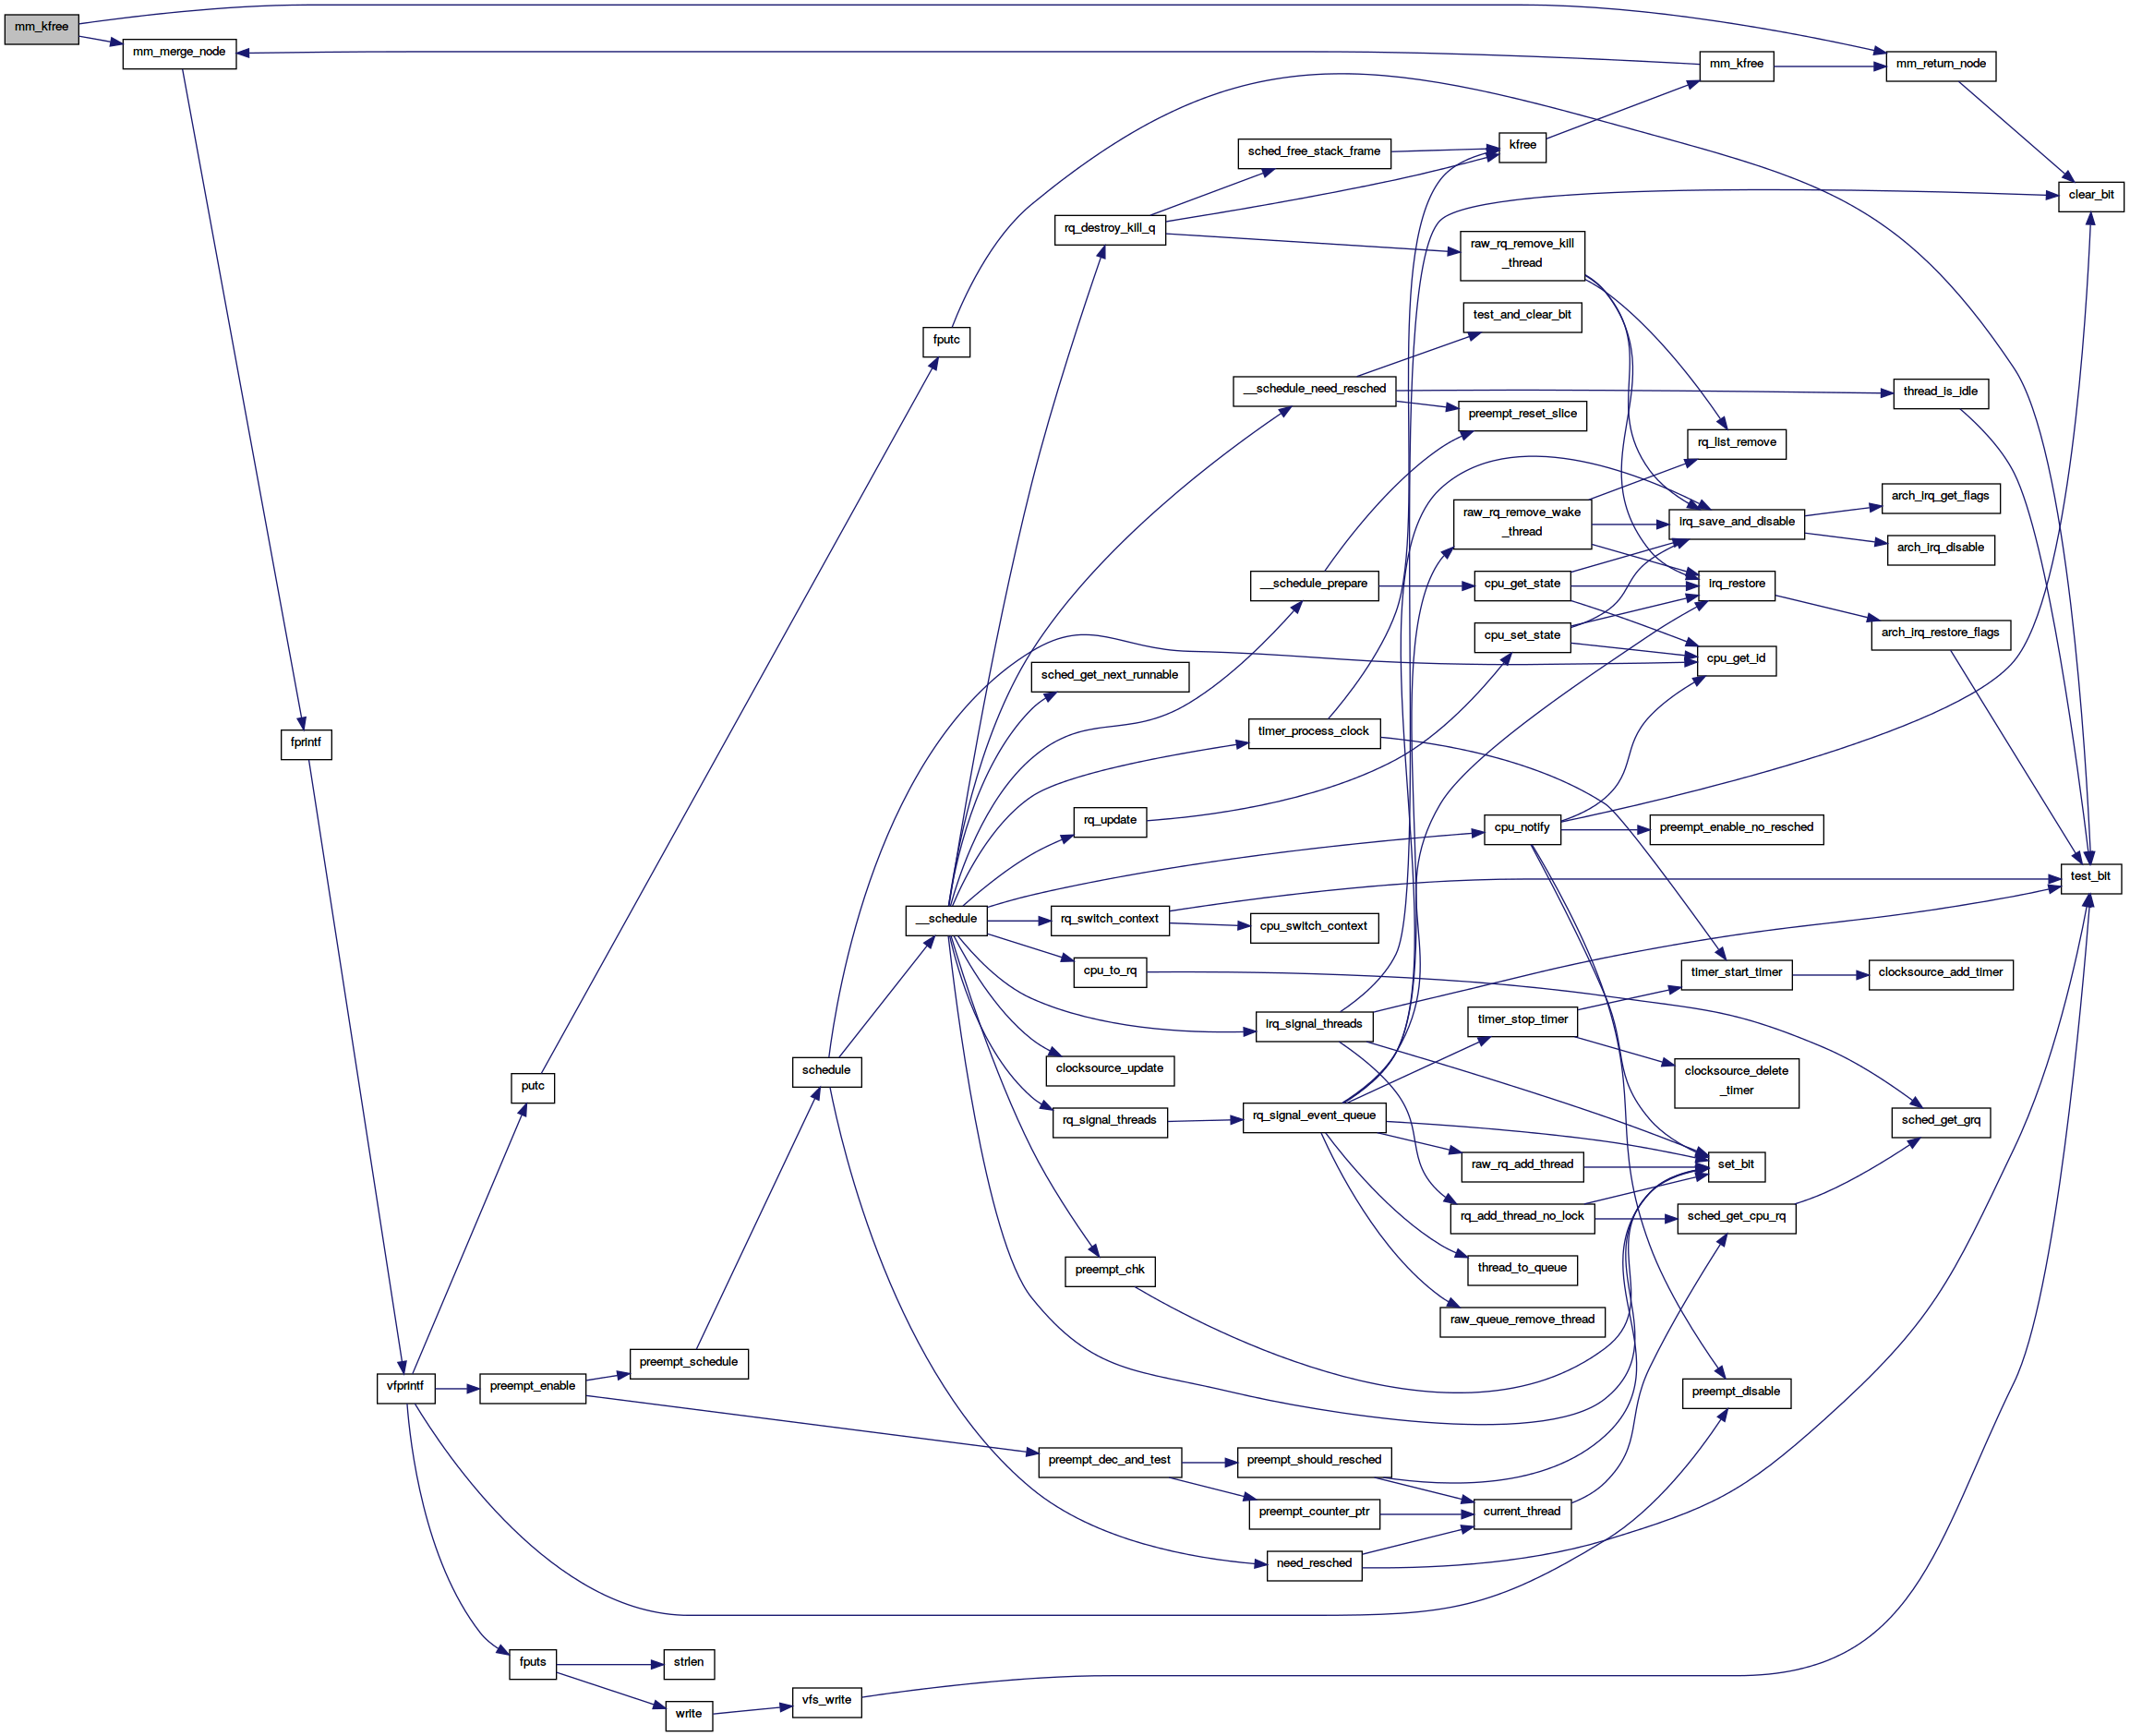 mm_kfree
mm_merge_node
mm_kfree
mm_return_node
kfree
sched_free_stack_frame
clear_bit
rq_destroy_kill_q
raw_rq_remove_kill
_thread
test_and_clear_bit
fputc
__schedule_need_resched
thread_is_idle
preempt_reset_slice
rq_list_remove
arch_irq_get_flags
raw_rq_remove_wake
_thread
irq_save_and_disable
arch_irq_disable
__schedule_prepare
cpu_get_state
irq_restore
cpu_set_state
arch_irq_restore_flags
cpu_get_id
sched_get_next_runnable
timer_process_clock
fprintf
rq_update
cpu_notify
preempt_enable_no_resched
test_bit
__schedule
rq_switch_context
cpu_switch_context
cpu_to_rq
timer_start_timer
clocksource_add_timer
irq_signal_threads
timer_stop_timer
schedule
clocksource_update
clocksource_delete
_timer
putc
rq_signal_threads
rq_signal_event_queue
sched_get_grq
raw_rq_add_thread
set_bit
rq_add_thread_no_lock
sched_get_cpu_rq
preempt_chk
thread_to_queue
raw_queue_remove_thread
preempt_schedule
vfprintf
preempt_enable
preempt_disable
preempt_dec_and_test
preempt_should_resched
preempt_counter_ptr
current_thread
need_resched
fputs
strlen
write
vfs_write